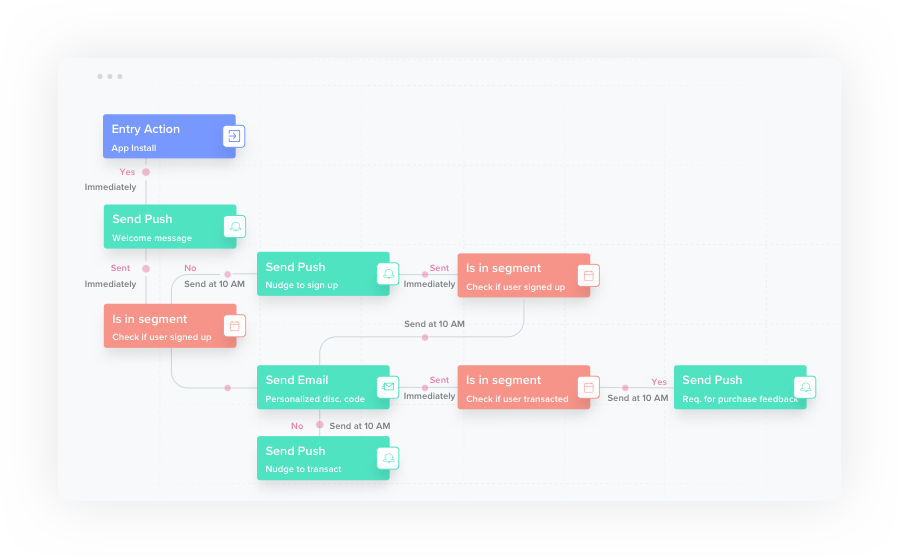 Entry Action
App Install
Yes
Immediately
Send Push
Welcome message
Sent
Immediately
No
Send at 10 AM
Send Push
Nudge to sign up
Sent
Immediately
Is in segment
Check if user signed up
Is in segment
Check if user signed up
Send at 10 AM
Send Email
Personalized disc. code
Sent
Immediately
Is in segment
Check if user transacted
Yes
Send at 10 AM
Send Push
Req. for purchase feedback
No
Send at 10 AM
Send Push
Nudge to transact